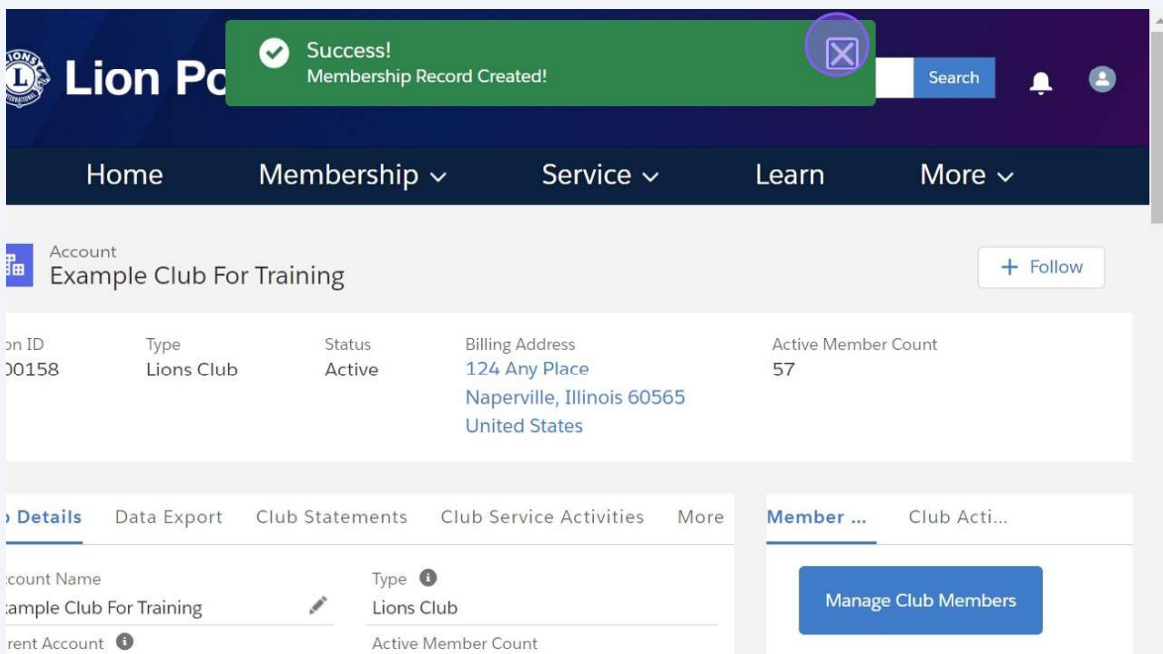 Success!
Membership Record Created!
LIONS
L
INTERNATIONAL
Lion Po
Search
Home
Membership
Service
Learn
More
Account
Example Club For Training
+ Follow
on ID
Type
Status
Billing Address
Active Member Count
00158
Lions Club
Active
124 Any Place
57
Naperville, Illinois 60565
United States
Details
Data Export
Club Statements
Club Service Activities
More
Member ...
Club Acti...
count Name
Type
ample Club For Training
Lions Club
Manage Club Members
rent Account
Active Member Count